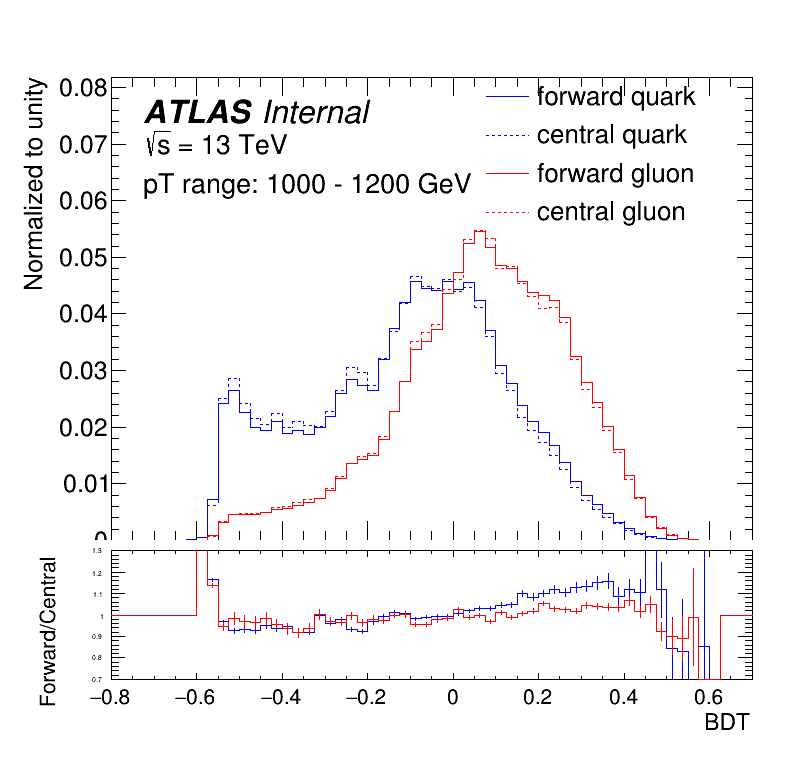 Normalized to unity
0.08
0.07
0.06
0.05
0.04
0.03
0.02
0.01
0
ATLAS Internal
√s = 13 TeV
pT range: 1000 - 1200 GeV
forward quark
central quark
forward gluon
central gluon
Forward/Central
1.3
1.2
1.1
1
0.9
0.8
0.7
−0.8 −0.6 −0.4 −0.2 0 0.2 0.4 0.6
BDT